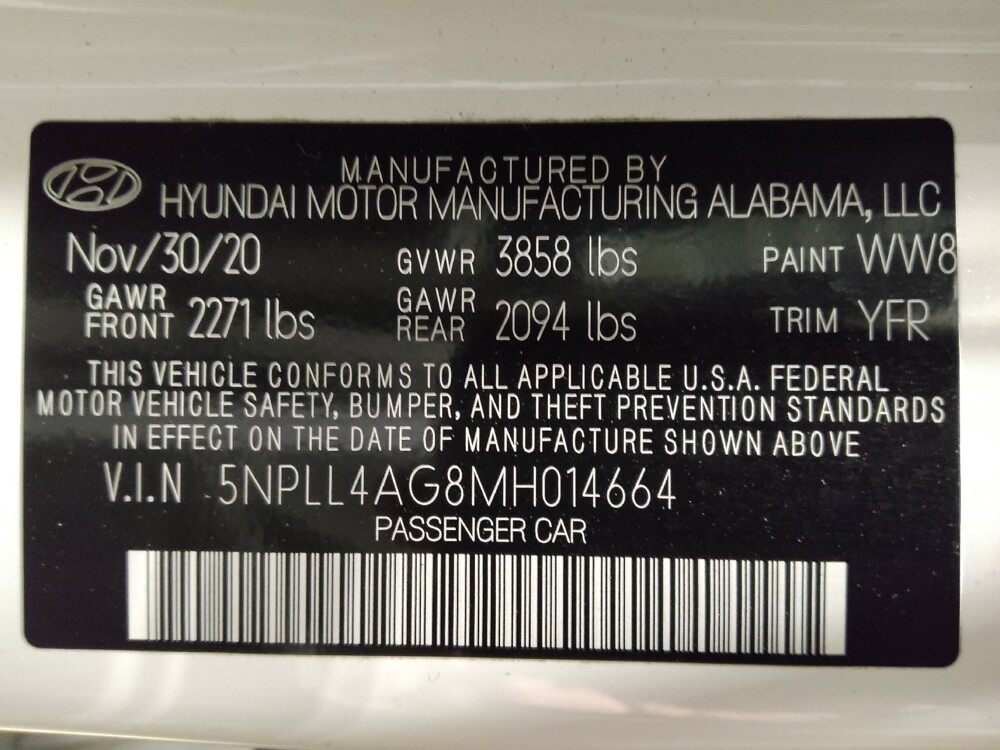 MANUFACTURED BY
HYUNDAI MOTOR MANUFACTURING ALABAMA, LLC
Nov/30/20 GVWR 3858 lbs PAINT WW8
GAWR FRONT 2271 lbs GAWR REAR 2094 lbs TRIM YFR
THIS VEHICLE CONFORMS TO ALL APPLICABLE U.S.A. FEDERAL
MOTOR VEHICLE SAFETY, BUMPER, AND THEFT PREVENTION STANDARDS
IN EFFECT ON THE DATE OF MANUFACTURE SHOWN ABOVE
V.I.N 5NPLL4AG8MH014664
PASSENGER CAR